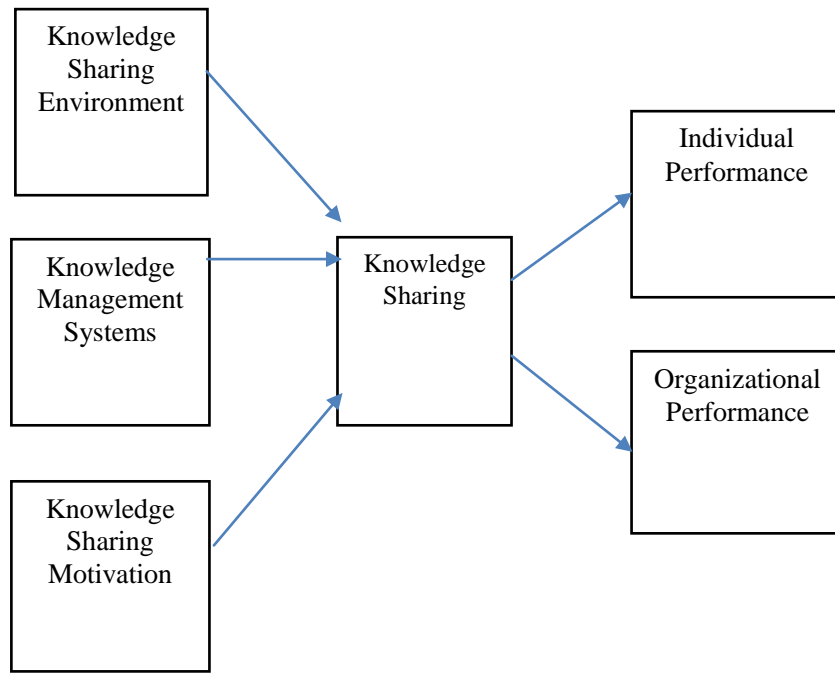 Knowledge
Sharing
Environment
Knowledge
Management
Systems
Knowledge
Sharing
Motivation
Knowledge
Sharing
Individual
Performance
Organizational
Performance